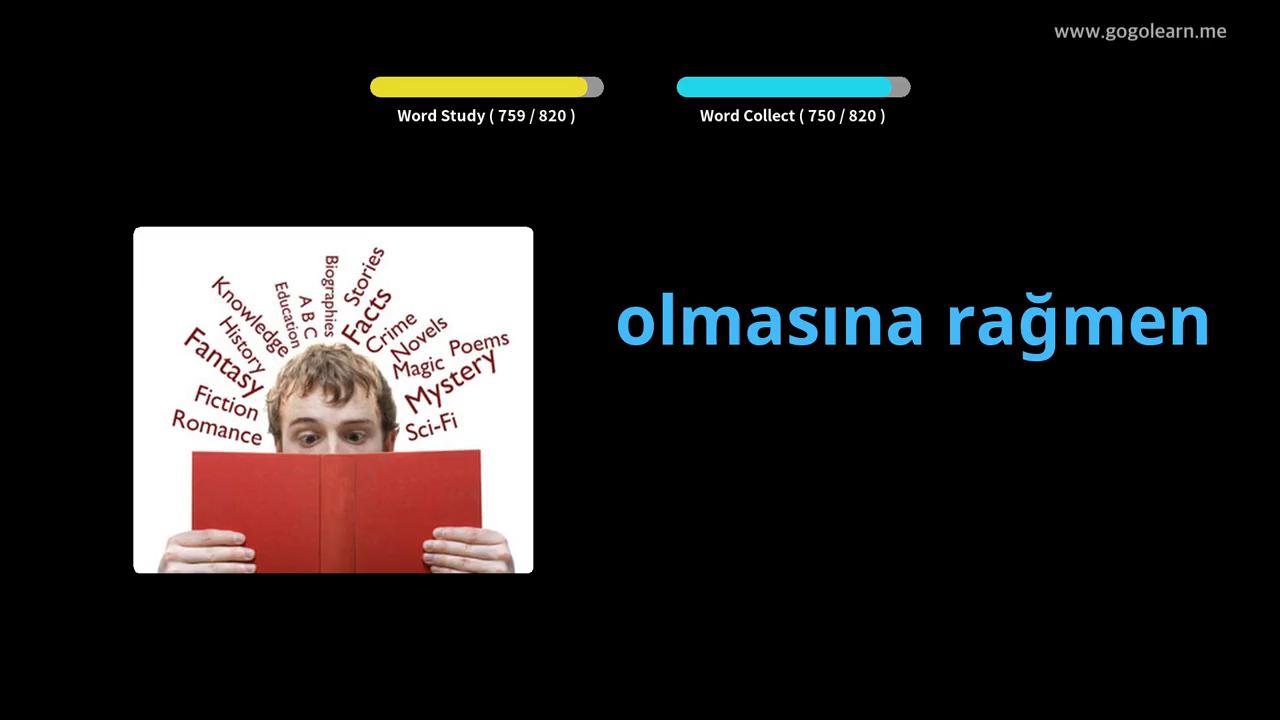 www.gogolearn.me
Word Study ( 759 / 820 )
Word Collect ( 750 / 820 )
olmasına rağmen
Biographies
Stories
Education
A B C
Facts
Knowledge
History
Crime
Novels
Fantasy
Magic
Poems
Mystery
Fiction
Romance
Sci-Fi